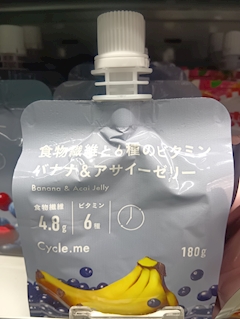 食物繊維と6種のビタミン
バナナ&アサイーゼリー
Banana & Acai Jelly
食物繊維 ビタミン
4.8g 6種
Cycle.me
180g